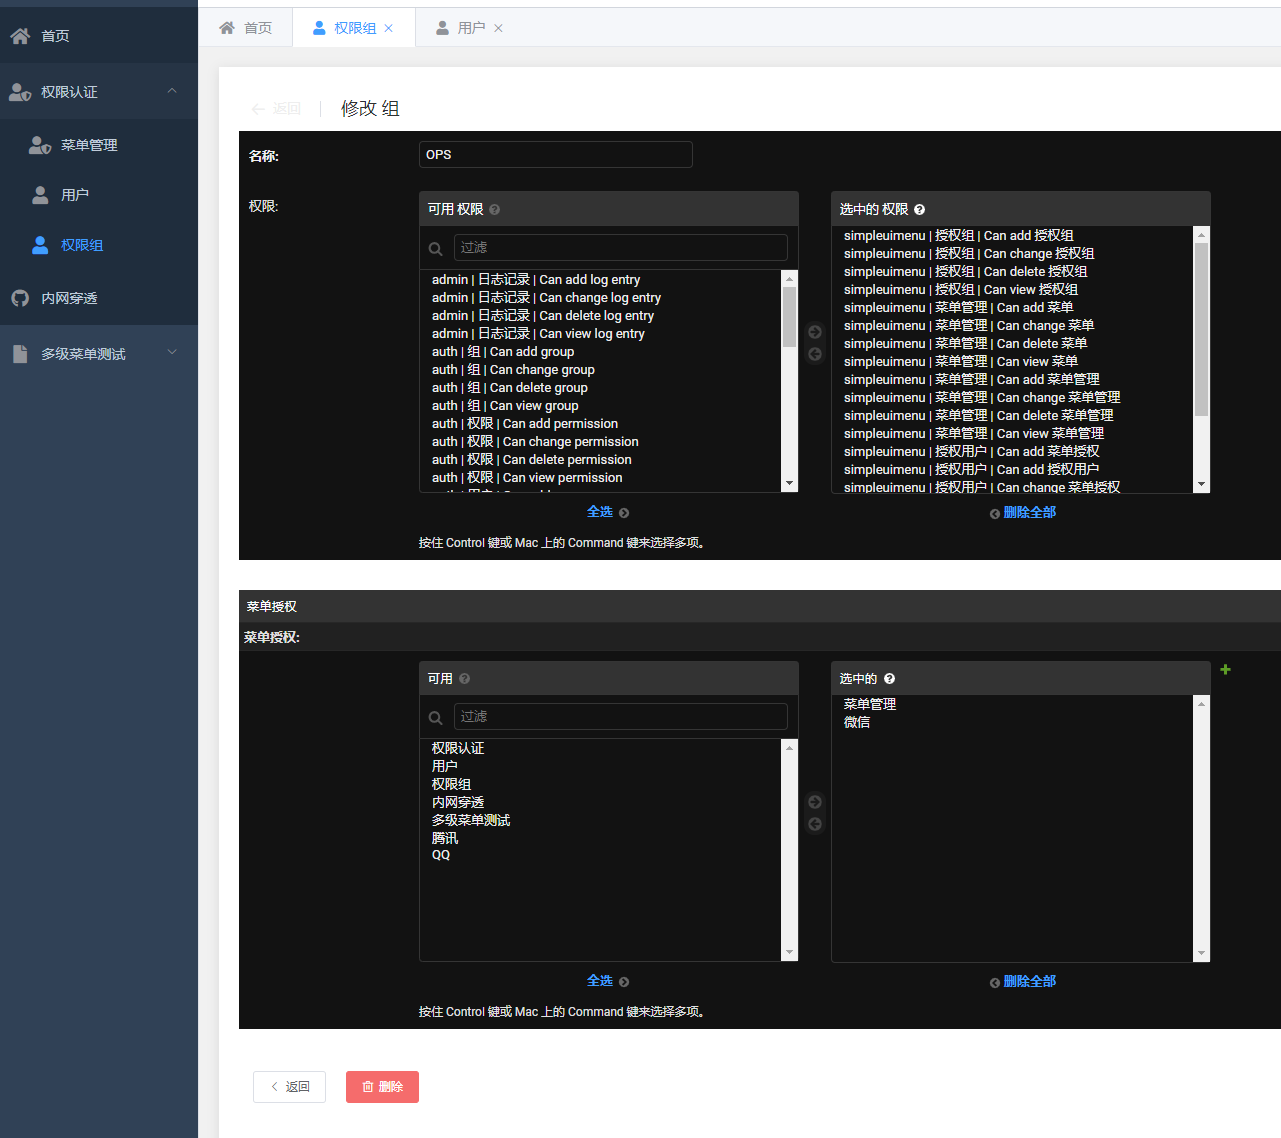 首页
权限认证
菜单管理
用户
权限组
内网穿透
多级菜单测试
首页
权限组
用户
返回
修改 组
名称:
OPS
权限:
可用 权限
过滤
admin | 日志记录 | Can add log entry
admin | 日志记录 | Can change log entry
admin | 日志记录 | Can delete log entry
admin | 日志记录 | Can view log entry
auth | 组 | Can add group
auth | 组 | Can change group
auth | 组 | Can delete group
auth | 组 | Can view group
auth | 权限 | Can add permission
auth | 权限 | Can change permission
auth | 权限 | Can delete permission
auth | 权限 | Can view permission
全选
选中的 权限
simpleuimenu | 授权组 | Can add 授权组
simpleuimenu | 授权组 | Can change 授权组
simpleuimenu | 授权组 | Can delete 授权组
simpleuimenu | 授权组 | Can view 授权组
simpleuimenu | 菜单管理 | Can add 菜单
simpleuimenu | 菜单管理 | Can change 菜单
simpleuimenu | 菜单管理 | Can delete 菜单
simpleuimenu | 菜单管理 | Can view 菜单
simpleuimenu | 菜单管理 | Can add 菜单管理
simpleuimenu | 菜单管理 | Can change 菜单管理
simpleuimenu | 菜单管理 | Can delete 菜单管理
simpleuimenu | 菜单管理 | Can view 菜单管理
simpleuimenu | 授权用户 | Can add 菜单授权
simpleuimenu | 授权用户 | Can add 授权用户
simpleuimenu | 授权用户 | Can change 菜单授权
删除全部
按住 Control 键或 Mac 上的 Command 键来选择多项。
菜单授权
菜单授权:
可用
过滤
权限认证
用户
权限组
内网穿透
多级菜单测试
腾讯
QQ
全选
选中的
菜单管理
微信
删除全部
按住 Control 键或 Mac 上的 Command 键来选择多项。
返回
删除